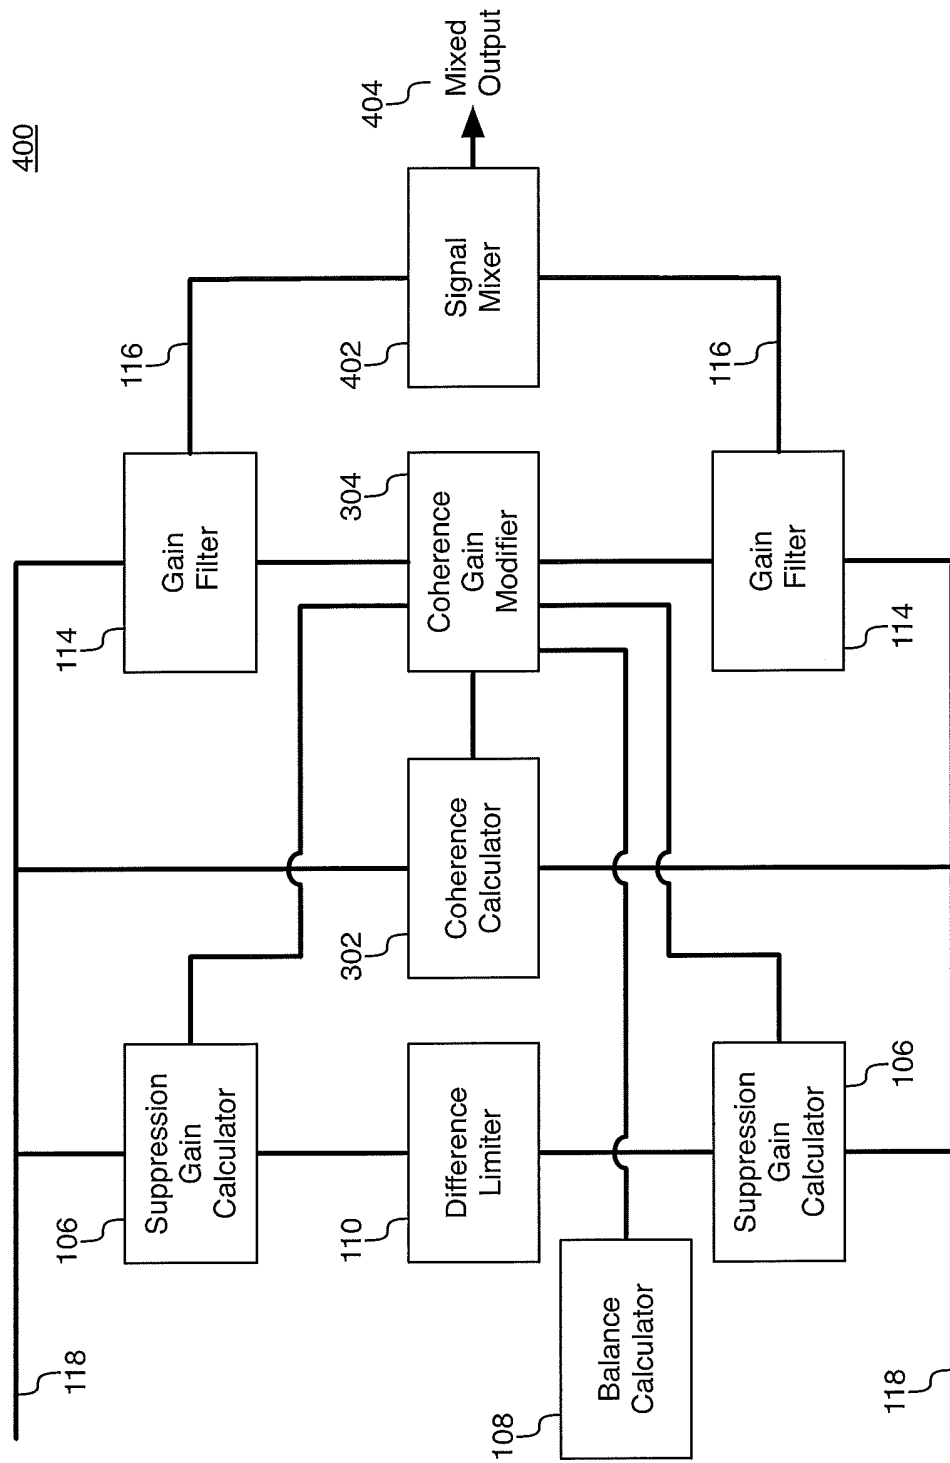 400
118
106
Suppression
Gain
Calculator
114
Gain
Filter
116
110
Difference
Limiter
302
Coherence
Calculator
304
Coherence
Gain
Modifier
402
Signal
Mixer
404
Mixed
Output
108
Balance
Calculator
106
Suppression
Gain
Calculator
114
Gain
Filter
116
118